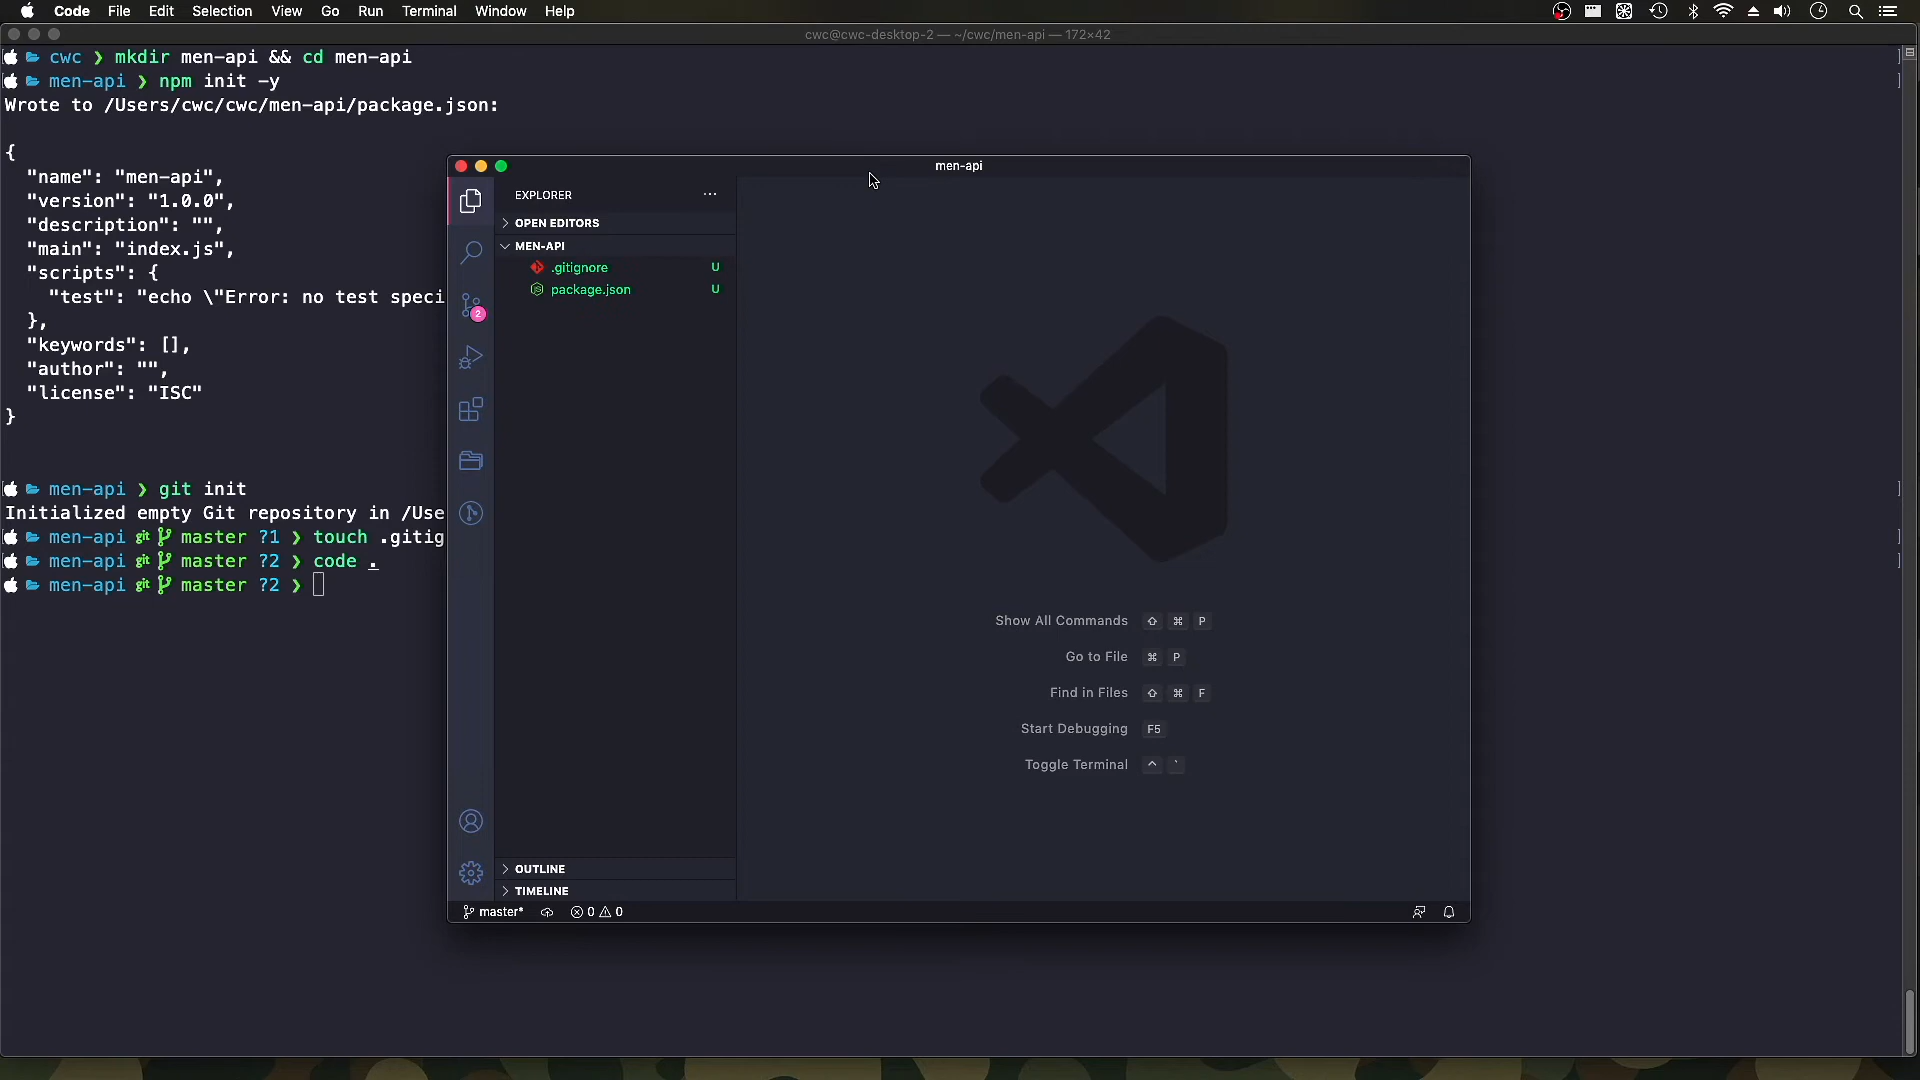 Code File Edit Selection View Go Run Terminal Window Help
cwc@cwc-desktop-2 — ~/cwc/men-api — 172×42
cwc ❯ mkdir men-api && cd men-api
men-api ❯ npm init -y
Wrote to /Users/cwc/cwc/men-api/package.json:
{
"name": "men-api",
"version": "1.0.0",
"description": "",
"main": "index.js",
"scripts": {
"test": "echo \"Error: no test speci
},
"keywords": [],
"author": "",
"license": "ISC"
}
men-api ❯ git init
Initialized empty Git repository in /Use
men-api git master ?1 ❯ touch .gitig
men-api git master ?2 ❯ code .
men-api git master ?2 ❯
men-api
EXPLORER ...
OPEN EDITORS
MEN-API
.gitignore U
package.json U
2
Show All Commands ⇧ ⌘ P
Go to File ⌘ P
Find in Files ⇧ ⌘ F
Start Debugging F5
Toggle Terminal ^ `
OUTLINE
TIMELINE
master* 0 0